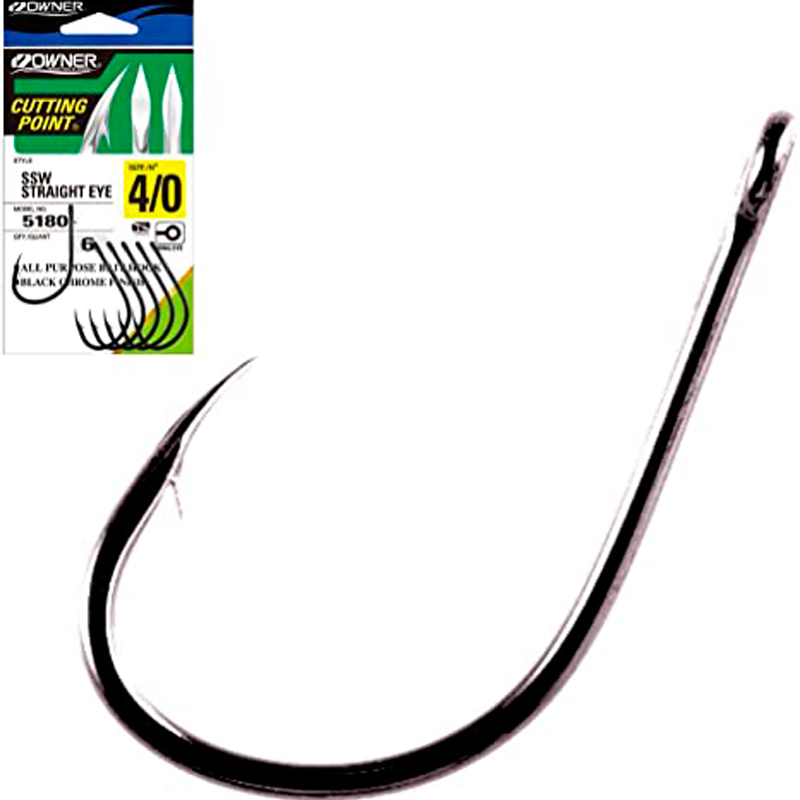 OWNER
OWNER
CUTTING
POINT®
STYLE
SSW
STRAIGHT EYE
SIZE/N°
4/0
MODEL NO.
5180
QTY./QUANT
6
ALL PURPOSE BAIT HOOK
BLACK CHROME FINISH